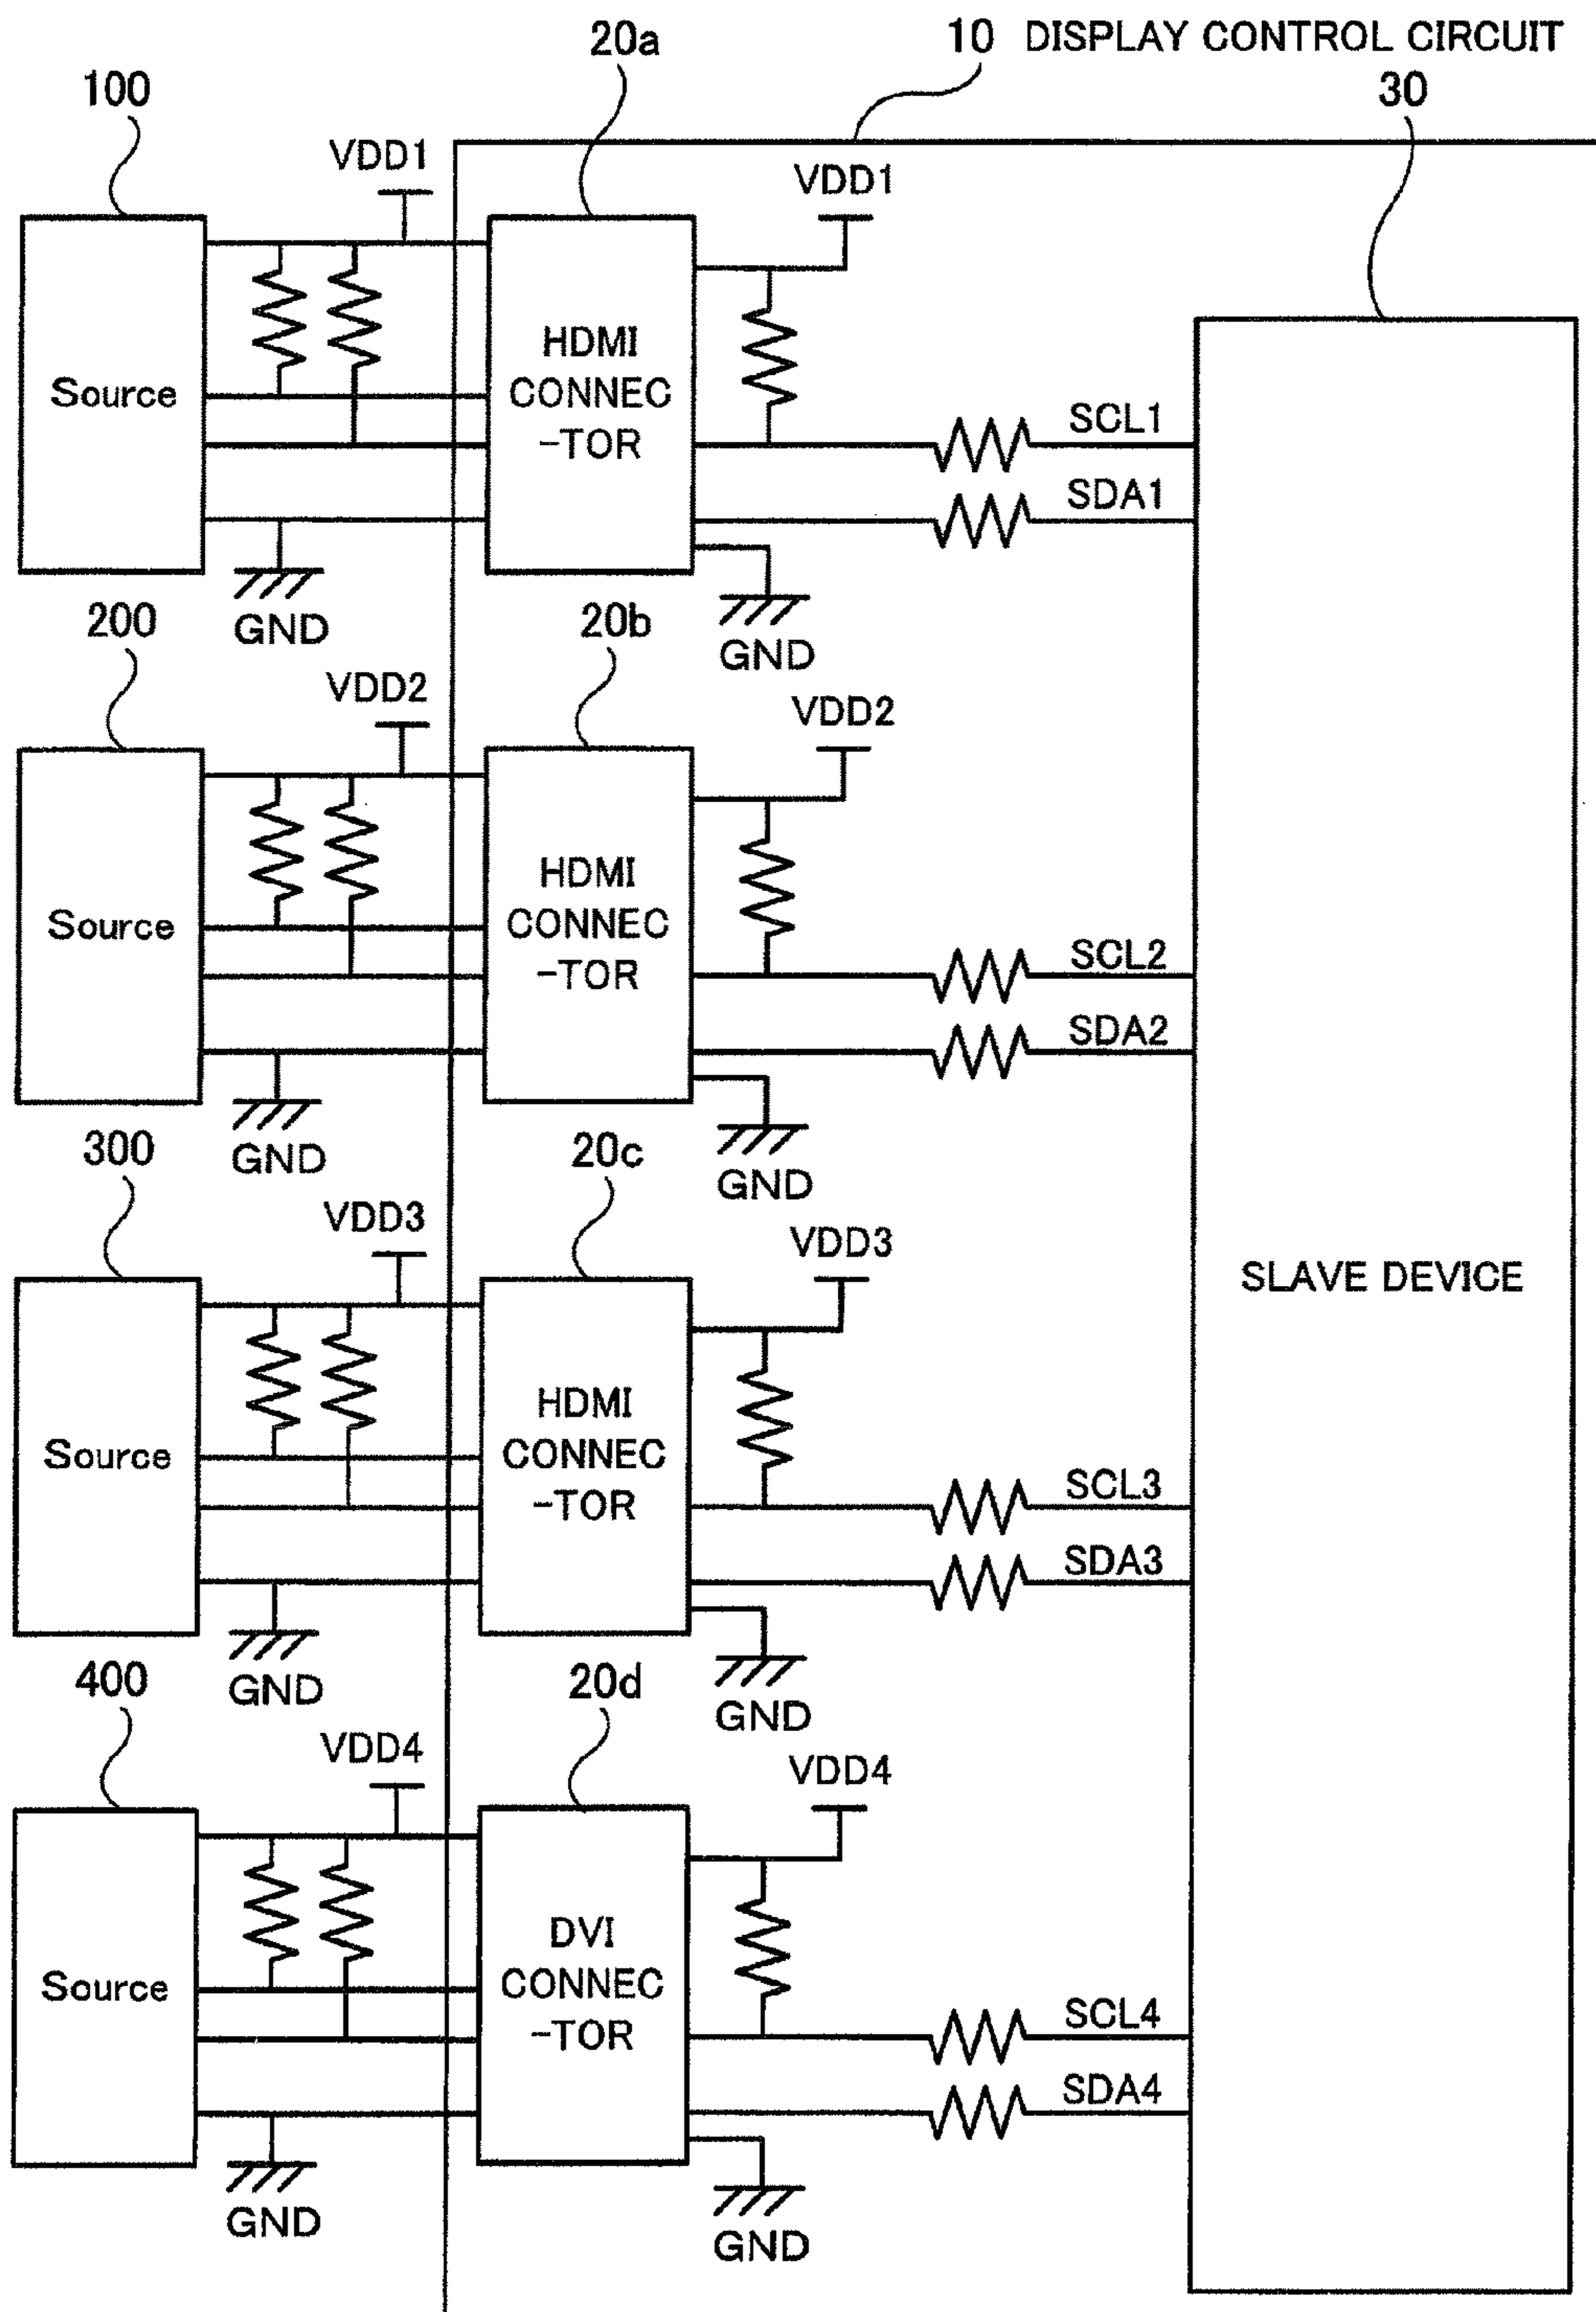 10 DISPLAY CONTROL CIRCUIT
20a
100
30
VDD1
VDD1
Source
HDMI
CONNEC
-TOR
SCL1
SDA1
GND
GND
200
20b
VDD2
VDD2
Source
HDMI
CONNEC
-TOR
SCL2
SDA2
GND
GND
300
20c
VDD3
VDD3
SLAVE DEVICE
Source
HDMI
CONNEC
-TOR
SCL3
SDA3
GND
GND
400
20d
VDD4
VDD4
Source
DVI
CONNEC
-TOR
SCL4
SDA4
GND
GND